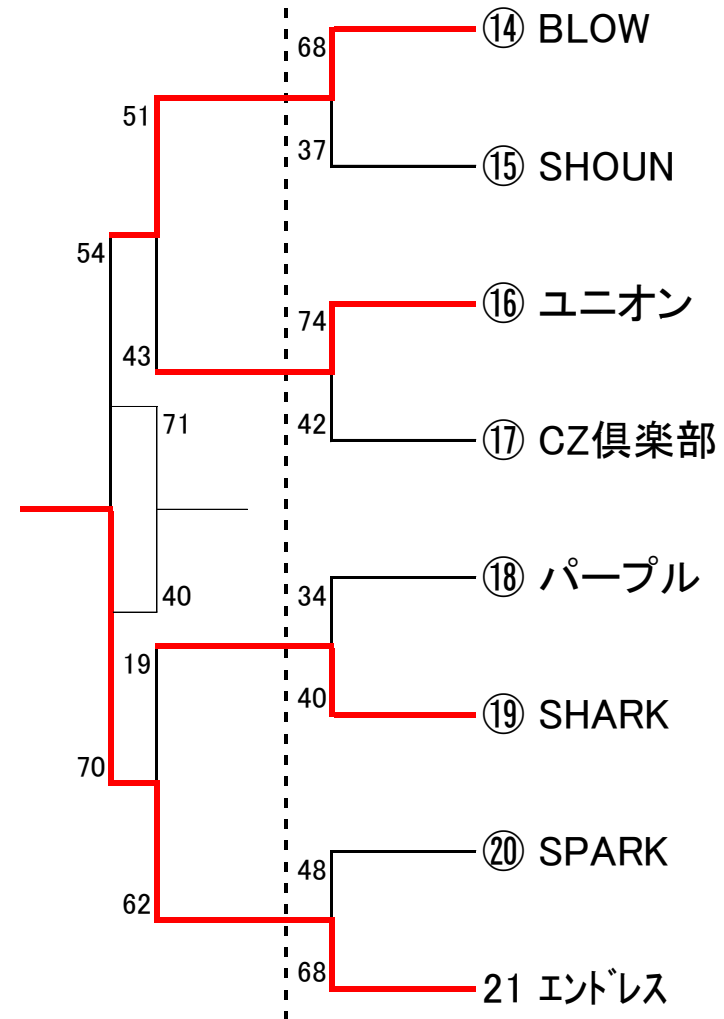 68 ⑭ BLOW
51
37 ⑮ SHOUN
54
74 ⑯ ユニオン
43
71
42 ⑰ CZ倶楽部
34 ⑱ パープル
40
19
40 ⑲ SHARK
70
48 ⑳ SPARK
62
68 21 エンドレス